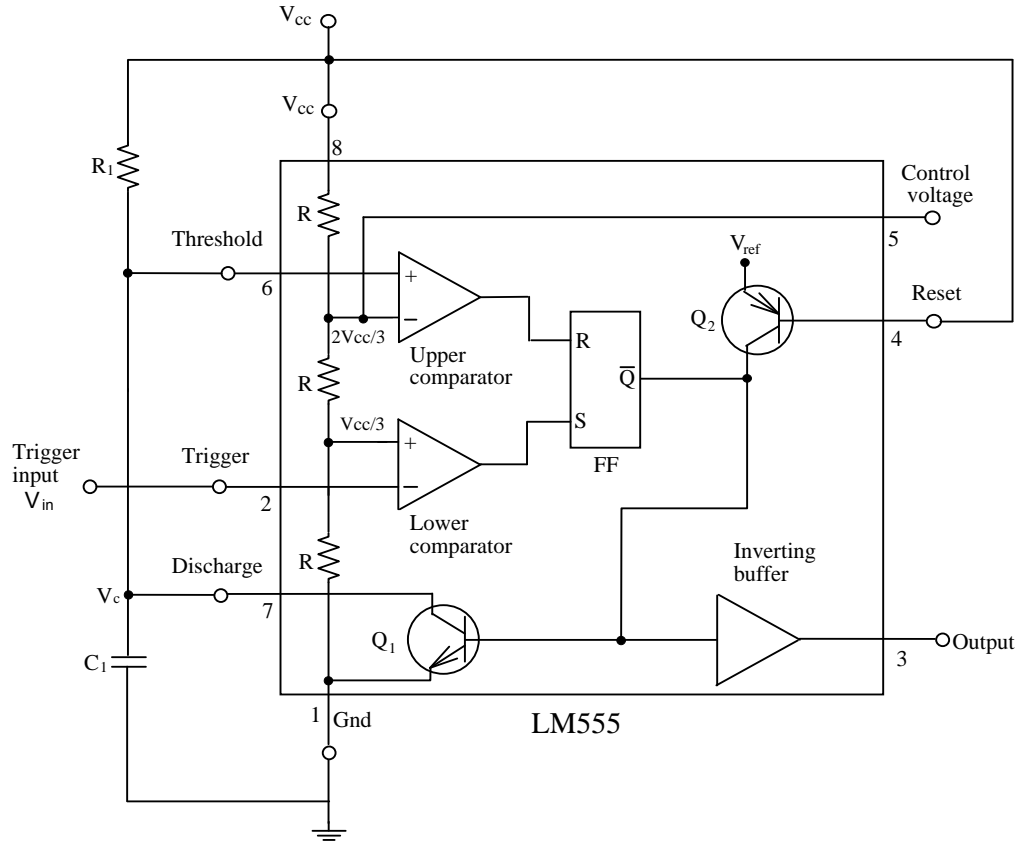 Vcc
Vcc
8
R1
R
Control
voltage
5
Threshold
6
Vref
Reset
+
−
2Vcc/3
Q2
4
Upper
comparator
R
R
Q̅
Vcc/3
+
S
FF
Trigger
input
Vin
Trigger
2
−
Lower
comparator
R
Inverting
buffer
Discharge
7
Vc
Q1
Output
3
C1
1
Gnd
LM555